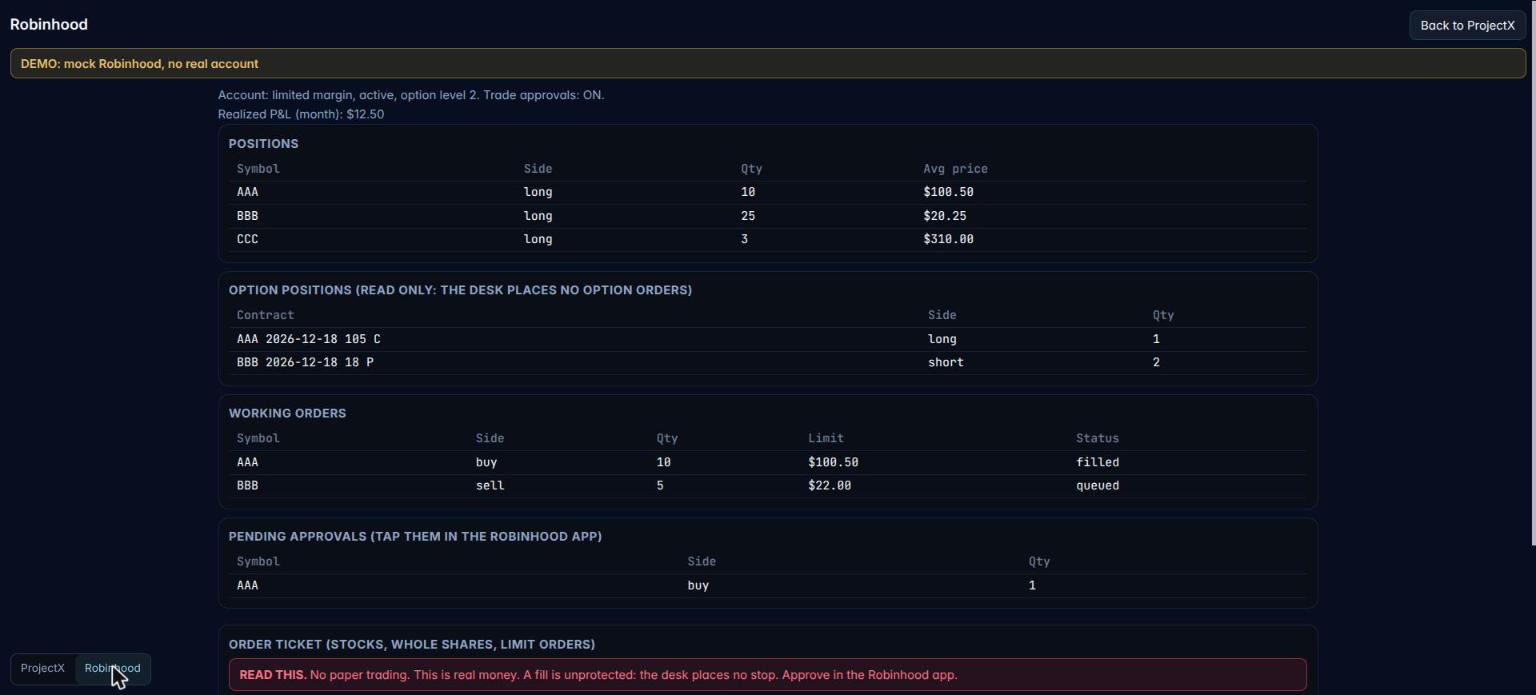 Robinhood
Back to ProjectX
DEMO: mock Robinhood, no real account
Account: limited margin, active, option level 2. Trade approvals: ON.
Realized P&L (month): $12.50
POSITIONS
Symbol Side Qty Avg price
AAA long 10 $100.50
BBB long 25 $20.25
CCC long 3 $310.00
OPTION POSITIONS (READ ONLY: THE DESK PLACES NO OPTION ORDERS)
Contract Side Qty
AAA 2026-12-18 105 C long 1
BBB 2026-12-18 18 P short 2
WORKING ORDERS
Symbol Side Qty Limit Status
AAA buy 10 $100.50 filled
BBB sell 5 $22.00 queued
PENDING APPROVALS (TAP THEM IN THE ROBINHOOD APP)
Symbol Side Qty
AAA buy 1
ORDER TICKET (STOCKS, WHOLE SHARES, LIMIT ORDERS)
READ THIS. No paper trading. This is real money. A fill is unprotected: the desk places no stop. Approve in the Robinhood app.
ProjectX Robinhood